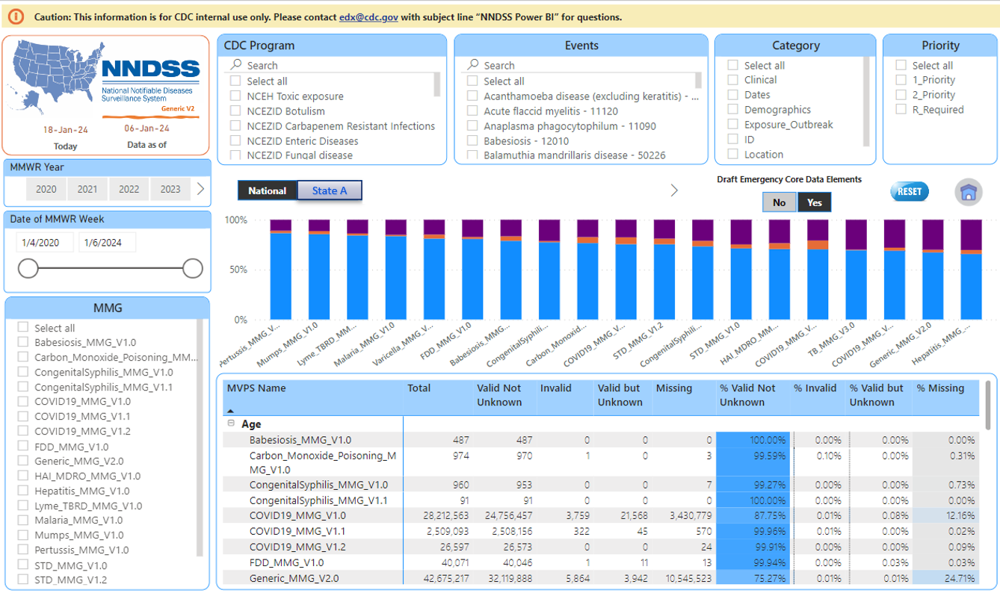 Caution: This information is for CDC internal use only. Please contact edx@cdc.gov with subject line “NNDSS Power BI” for questions.
NNDSS
National Notifiable Diseases
Surveillance System
Generic V2
18-Jan-24
06-Jan-24
Today
Data as of
CDC Program
Search
Select all
NCEH Toxic exposure
NCEZID Botulism
NCEZID Carbapenem Resistant Infections
NCEZID Enteric Diseases
NCEZID Fungal disease
Events
Search
Select all
Acanthamoeba disease (excluding keratitis) - ...
Acute flaccid myelitis - 11120
Anaplasma phagocytophilum - 11090
Babesiosis - 12010
Balamuthia mandrillaris disease - 50226
Category
Select all
Clinical
Dates
Demographics
Exposure_Outbreak
ID
Location
Priority
Select all
1_Priority
2_Priority
R_Required
MMWR Year
2020 2021 2022 2023
Date of MMWR Week
1/4/2020 1/6/2024
MMG
Select all
Babesiosis_MMG_V1.0
Carbon_Monoxide_Poisoning_MM...
CongenitalSyphilis_MMG_V1.0
CongenitalSyphilis_MMG_V1.1
COVID19_MMG_V1.0
COVID19_MMG_V1.1
COVID19_MMG_V1.2
FDD_MMG_V1.0
Generic_MMG_V2.0
HAI_MDRO_MMG_V1.0
Hepatitis_MMG_V1.0
Lyme_TBRD_MMG_V1.0
Malaria_MMG_V1.0
Mumps_MMG_V1.0
Pertussis_MMG_V1.0
STD_MMG_V1.0
STD_MMG_V1.2
National State A
Draft Emergency Core Data Elements
No Yes
RESET
100%
50%
0%
Pertussis_MMG_V...
Mumps_MMG_V1.0
Lyme_TBRD_MM...
Malaria_MMG_V1.0
Varicella_MMG_V...
FDD_MMG_V1.0
Babesiosis_MMG...
CongenitalSyphili...
Carbon_Monoxid...
COVID19_MMG_V...
STD_MMG_V1.2
CongenitalSyphili...
STD_MMG_V1.0
HAI_MDRO_MM...
COVID19_MMG_V...
TB_MMG_V3.0
COVID19_MMG_V...
Generic_MMG_V2.0
Hepatitis_MMG_...
MVPS Name Total Valid Not Unknown Invalid Valid but Unknown Missing % Valid Not Unknown % Invalid % Valid but Unknown % Missing
Age
Babesiosis_MMG_V1.0 487 487 0 0 0 100.00% 0.00% 0.00% 0.00%
Carbon_Monoxide_Poisoning_M 974 970 1 0 3 99.59% 0.10% 0.00% 0.31%
MG_V1.0
CongenitalSyphilis_MMG_V1.0 960 953 0 0 7 99.27% 0.00% 0.00% 0.73%
CongenitalSyphilis_MMG_V1.1 91 91 0 0 0 100.00% 0.00% 0.00% 0.00%
COVID19_MMG_V1.0 28,212,563 24,756,457 3,759 21,568 3,430,779 87.75% 0.01% 0.08% 12.16%
COVID19_MMG_V1.1 2,509,093 2,508,156 322 45 570 99.96% 0.01% 0.00% 0.02%
COVID19_MMG_V1.2 26,597 26,573 0 0 24 99.91% 0.00% 0.00% 0.09%
FDD_MMG_V1.0 40,071 40,046 1 11 13 99.94% 0.00% 0.03% 0.03%
Generic_MMG_V2.0 42,675,217 32,119,888 5,864 3,942 10,545,523 75.27% 0.01% 0.01% 24.71%